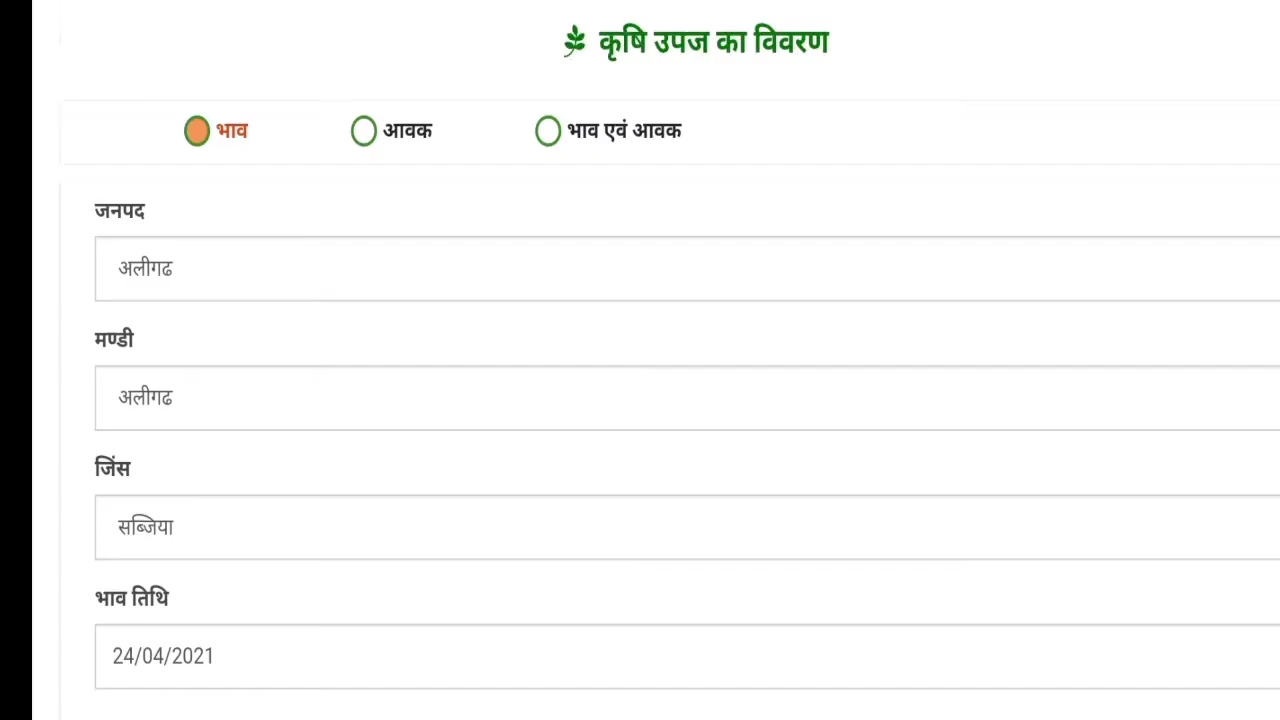 कृषि उपज का विवरण
भाव आवक भाव एवं आवक
जनपद
अलीगढ
मण्डी
अलीगढ
जिंस
सब्जिया
भाव तिथि
24/04/2021